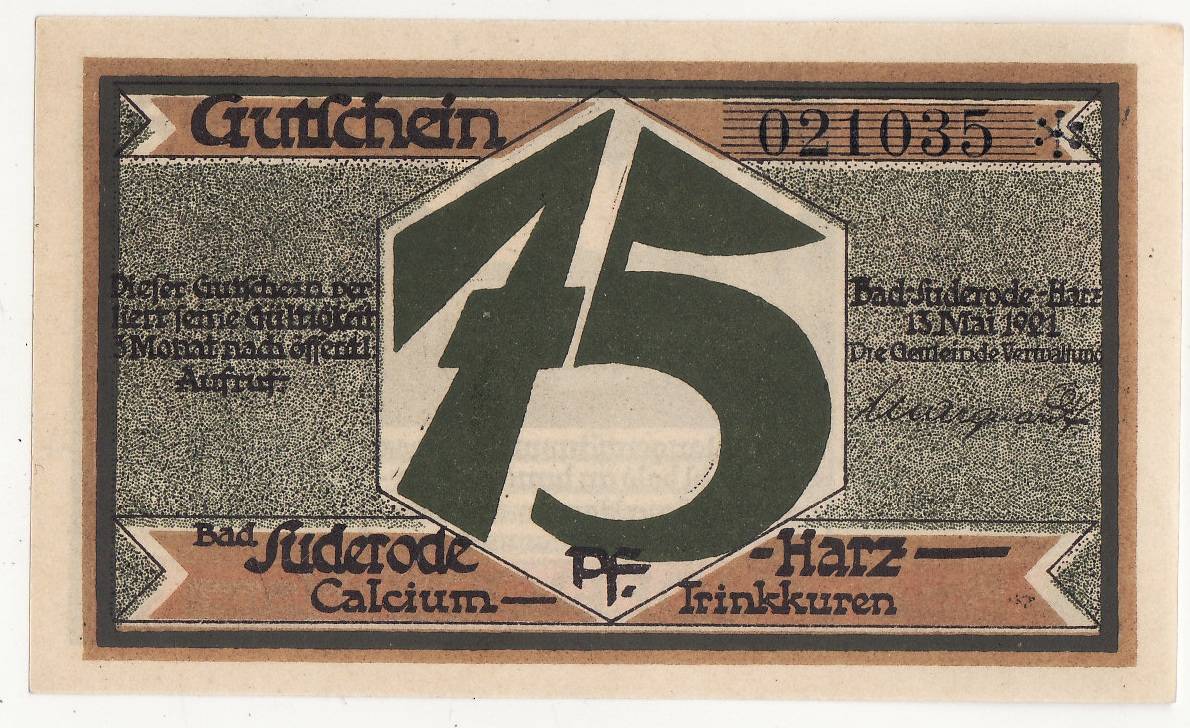 Gutschein
021035
15
Dieser Gutschein ver-
liert seine Gültigkeit
3 Monat nach öffentl.
Aufruf.
Bad-Suderode-Harz
13. Mai 1921
Die Gemeinde Verwaltung
Bad Suderode - Harz
Pf.
Calcium - Trinkkuren